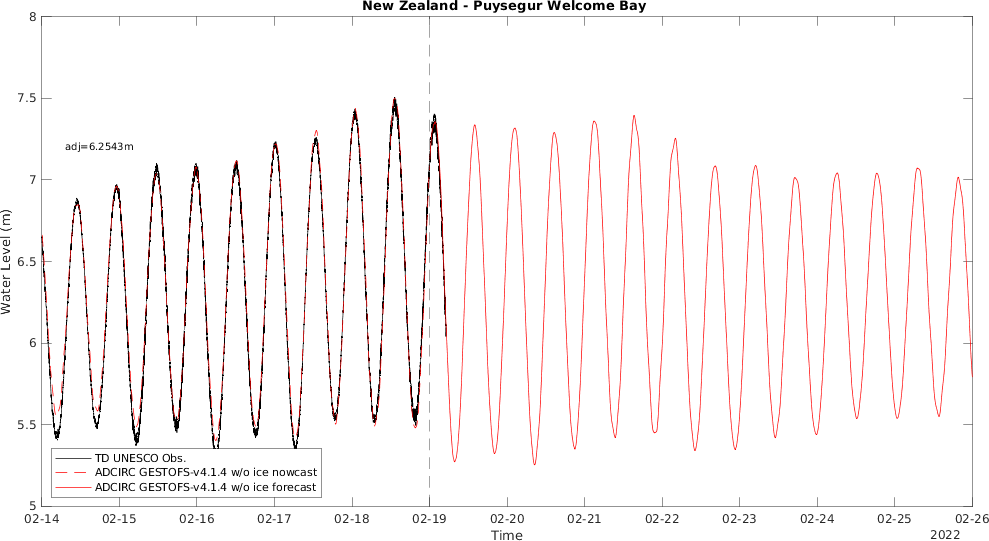 New Zealand - Puysegur Welcome Bay
8
7.5
7
6.5
6
5.5
5
Water Level (m)
adj=6.2543m
TD UNESCO Obs.
ADCIRC GESTOFS-v4.1.4 w/o ice nowcast
ADCIRC GESTOFS-v4.1.4 w/o ice forecast
02-14 02-15 02-16 02-17 02-18 02-19 02-20 02-21 02-22 02-23 02-24 02-25 02-26
Time
2022